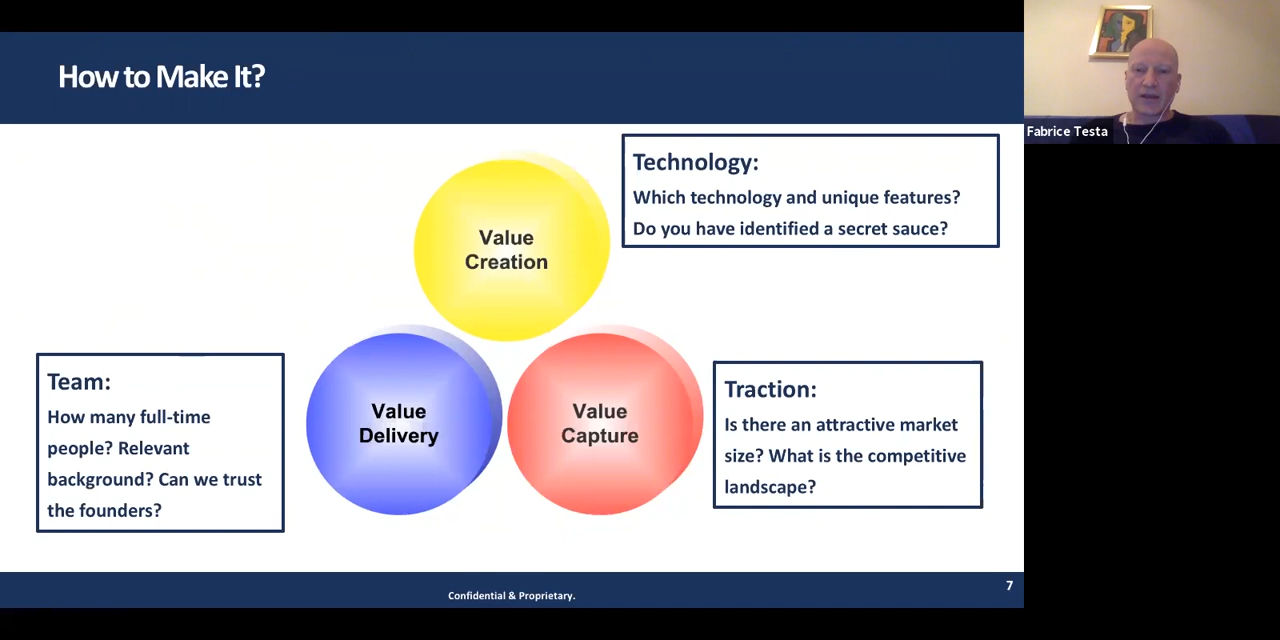 How to Make It?
Fabrice Testa
Technology:
Which technology and unique features?
Do you have identified a secret sauce?
Value
Creation
Team:
How many full-time
people? Relevant
background? Can we trust
the founders?
Value
Delivery
Value
Capture
Traction:
Is there an attractive market
size? What is the competitive
landscape?
Confidential & Proprietary.
7